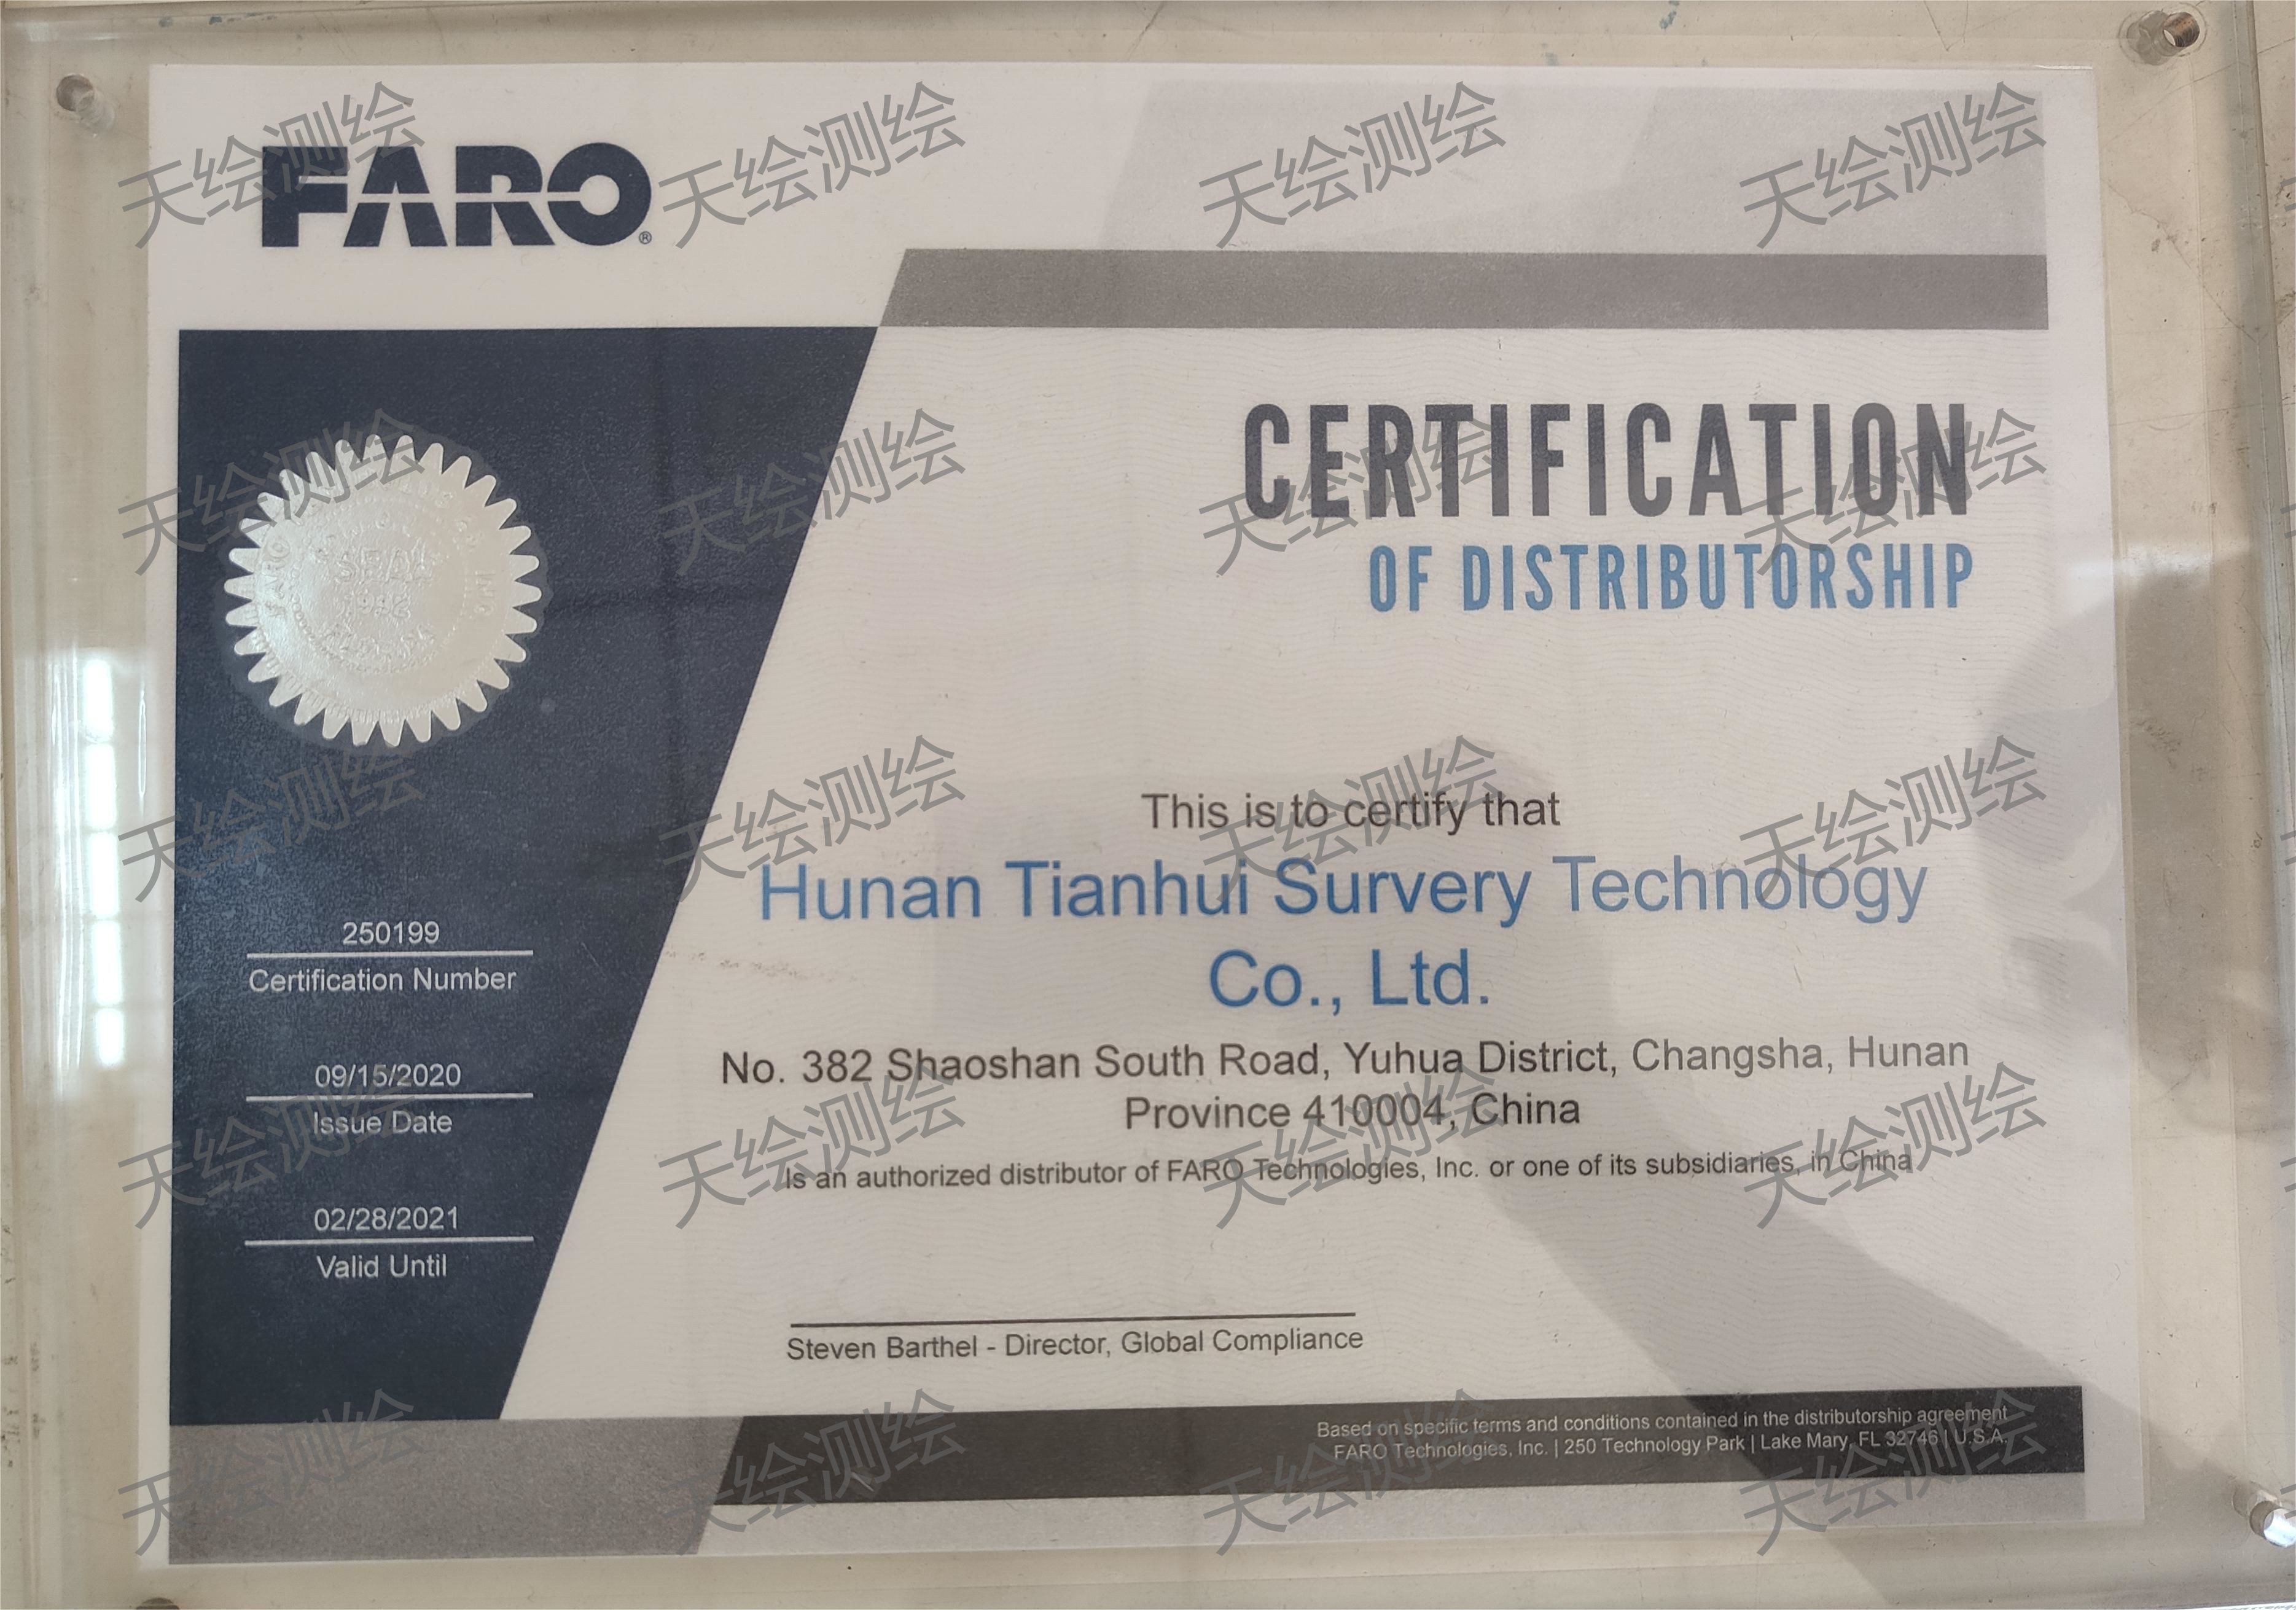 FARO®
CERTIFICATION
OF DISTRIBUTORSHIP
SEAL
1982
This is to certify that
Hunan Tianhui Survery Technology
Co., Ltd.
No. 382 Shaoshan South Road, Yuhua District, Changsha, Hunan
Province 410004, China
Is an authorized distributor of FARO Technologies, Inc. or one of its subsidiaries, in China
250199
Certification Number
09/15/2020
Issue Date
02/28/2021
Valid Until
Steven Barthel - Director, Global Compliance
Based on specific terms and conditions contained in the distributorship agreement
FARO Technologies, Inc. | 250 Technology Park | Lake Mary, FL 32746 | U.S.A.
天绘测绘